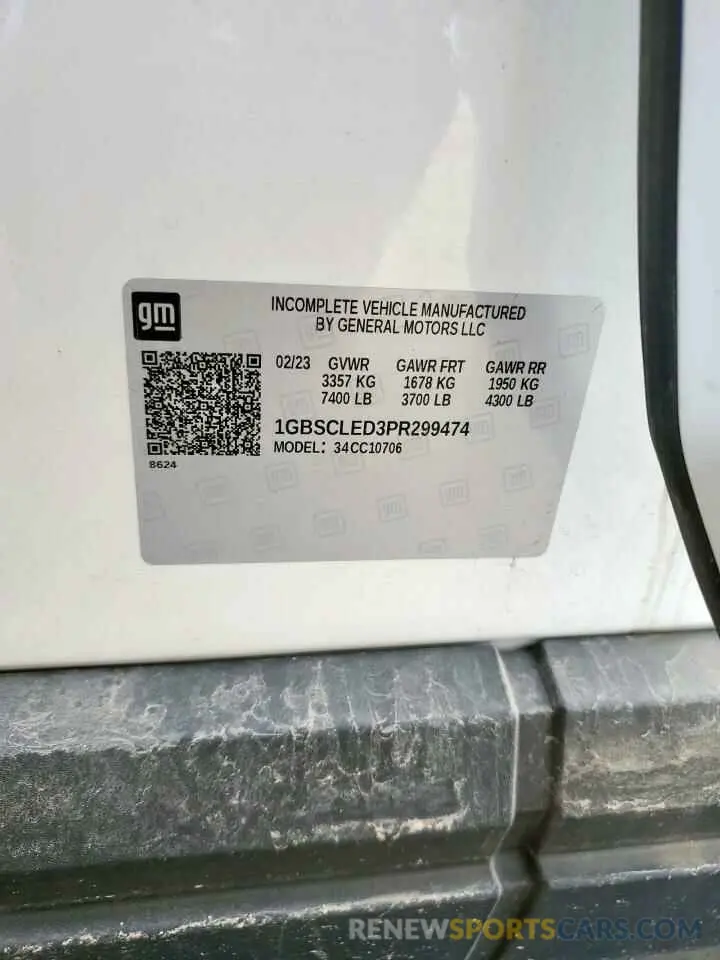 gm
INCOMPLETE VEHICLE MANUFACTURED
BY GENERAL MOTORS LLC
02/23 GVWR GAWR FRT GAWR RR
3357 KG 1678 KG 1950 KG
7400 LB 3700 LB 4300 LB
1GBSCLED3PR299474
MODEL: 34CC10706
8624
RENEWSPORTSCARS.COM